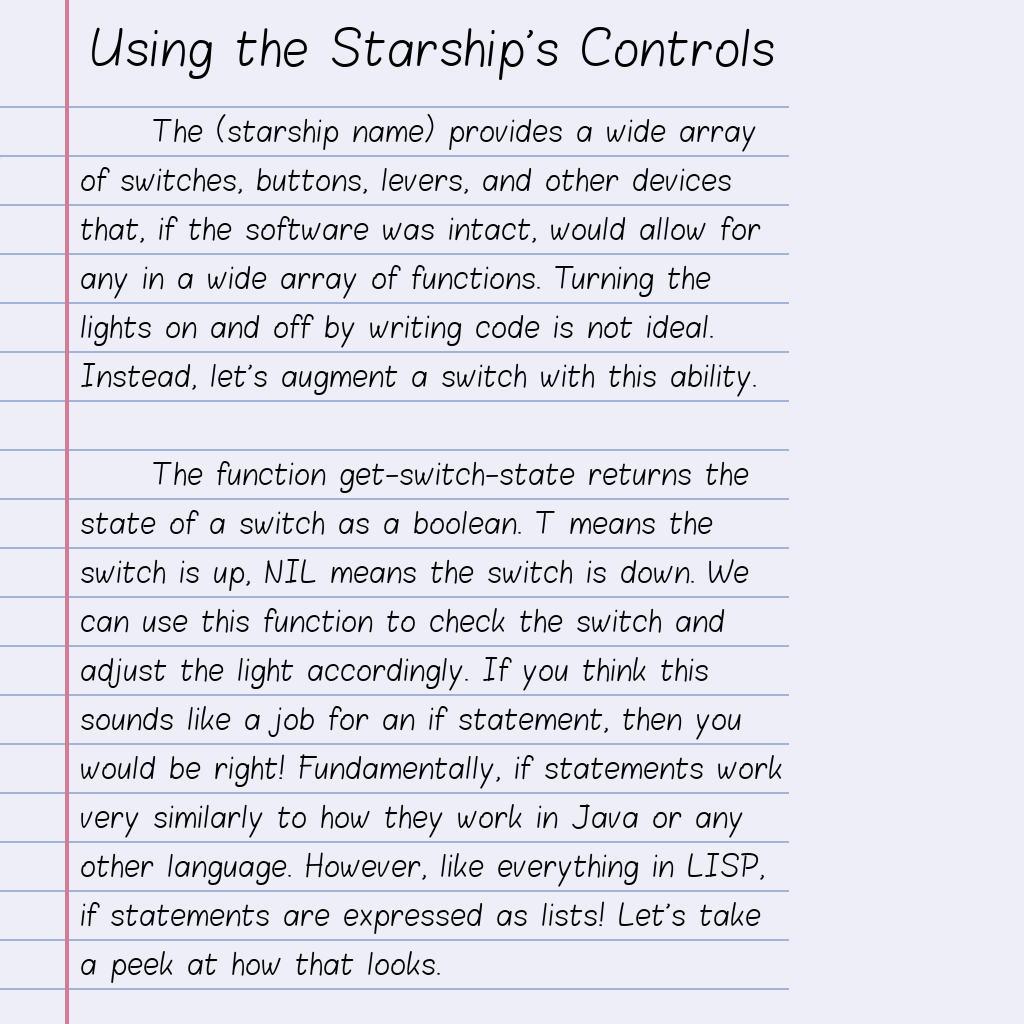 Using the Starship's Controls
The (starship name) provides a wide array
of switches, buttons, levers, and other devices
that, if the software was intact, would allow for
any in a wide array of functions. Turning the
lights on and off by writing code is not ideal.
Instead, let's augment a switch with this ability.
The function get-switch-state returns the
state of a switch as a boolean. T means the
switch is up, NIL means the switch is down. We
can use this function to check the switch and
adjust the light accordingly. If you think this
sounds like a job for an if statement, then you
would be right! Fundamentally, if statements work
very similarly to how they work in Java or any
other language. However, like everything in LISP,
if statements are expressed as lists! Let's take
a peek at how that looks.